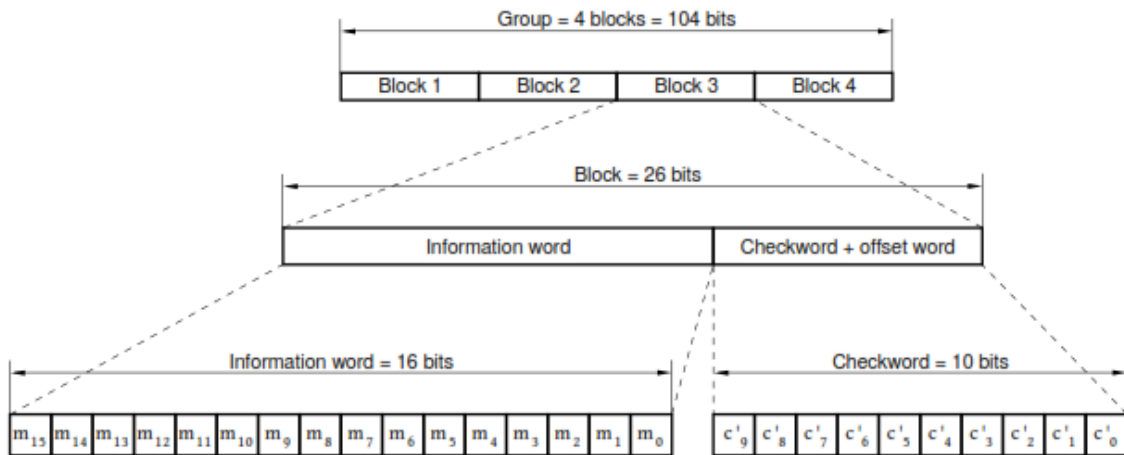 Group = 4 blocks = 104 bits
Block 1 Block 2 Block 3 Block 4
Block = 26 bits
Information word Checkword + offset word
Information word = 16 bits Checkword = 10 bits
m15 m14 m13 m12 m11 m10 m9 m8 m7 m6 m5 m4 m3 m2 m1 m0 c'9 c'8 c'7 c'6 c'5 c'4 c'3 c'2 c'1 c'0